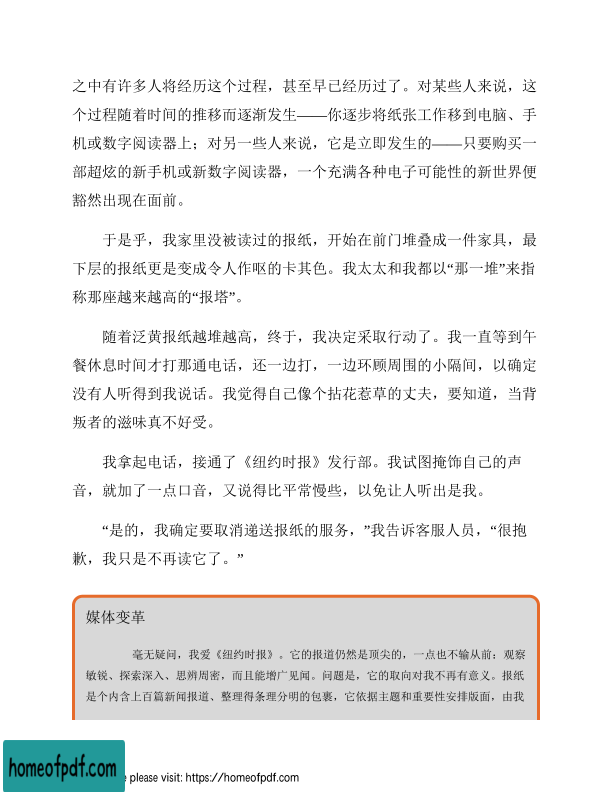 之中有许多人将经历这个过程，甚至早已经历过了。对某些人来说，这
个过程随着时间的推移而逐渐发生——你逐步将纸张工作移到电脑、手
机或数字阅读器上；对另一些人来说，它是立即发生的——只要购买一
部超炫的新手机或新数字阅读器，一个充满各种电子可能性的新世界便
豁然出现在面前。
于是乎，我家里没被读过的报纸，开始在前门堆叠成一件家具，最
下层的报纸更是变成令人作呕的卡其色。我太太和我都以“那一堆”来指
称那座越来越高的“报塔”。
随着泛黄报纸越堆越高，终于，我决定采取行动了。我一直等到午
餐休息时间才打那通电话，还一边打，一边环顾周围的小隔间，以确定
没有人听得到我说话。我觉得自己像个拈花惹草的丈夫，要知道，当背
叛者的滋味真不好受。
我拿起电话，接通了《纽约时报》发行部。我试图掩饰自己的声
音，就加了一点口音，又说得比平常慢些，以免让人听出是我。
“是的，我确定要取消递送报纸的服务，”我告诉客服人员，“很抱
歉，我只是不再读它了。”
媒体变革
毫无疑问，我爱《纽约时报》。它的报道仍然是顶尖的，一点也不输从前：观察
敏锐、探索深入、思辨周密，而且能增广见闻。问题是，它的取向对我不再有意义。报纸
是个内含上百篇新闻报道、整理得条理分明的包裹，它依据主题和重要性安排版面，由我
homeofpdf.com
e please visit: https://homeofpdf.com